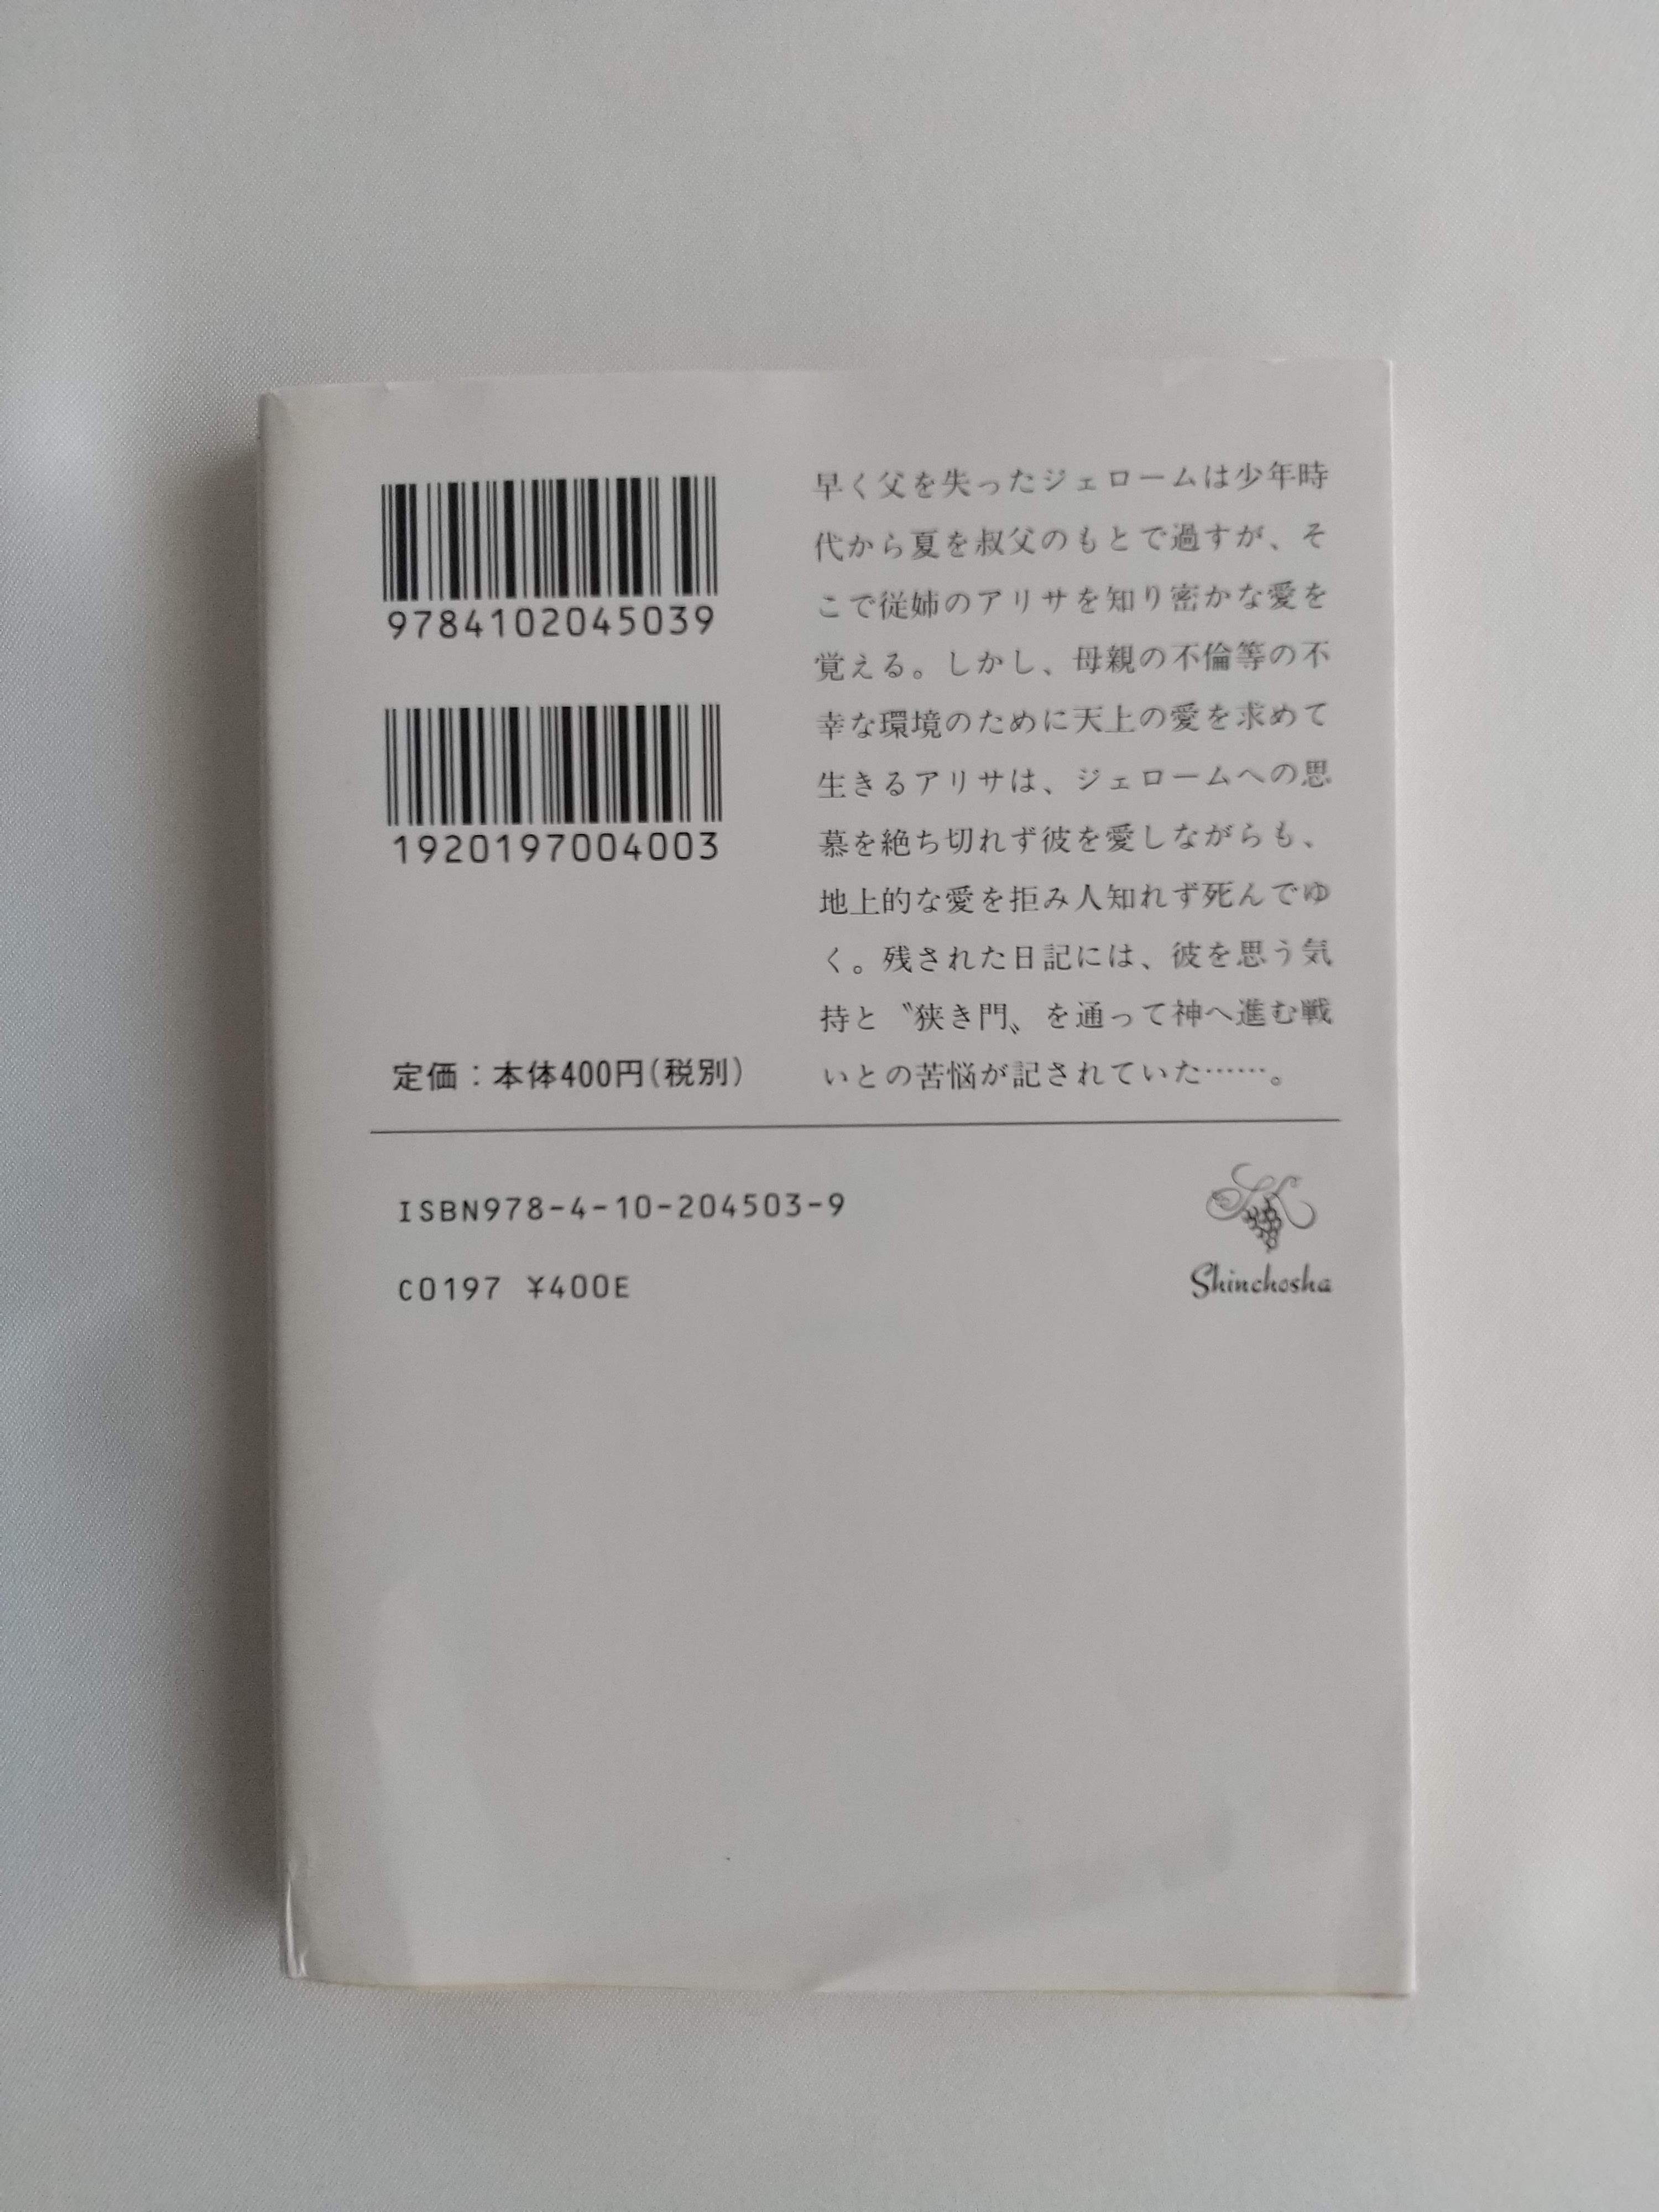 9784102045039
1920197004003
定価：本体400円(税別)
早く父を失ったジェロームは少年時
代から夏を叔父のもとで過すが、そ
こで従姉のアリサを知り密かな愛を
覚える。しかし、母親の不倫等の不
幸な環境のために天上の愛を求めて
生きるアリサは、ジェロームへの思
慕を絶ち切れず彼を愛しながらも、
地上的な愛を拒み人知れず死んでゆ
く。残された日記には、彼を思う気
持と〝狭き門〟を通って神へ進む戦
いとの苦悩が記されていた……。
ISBN978-4-10-204503-9
C0197 ¥400E
Shinchosha